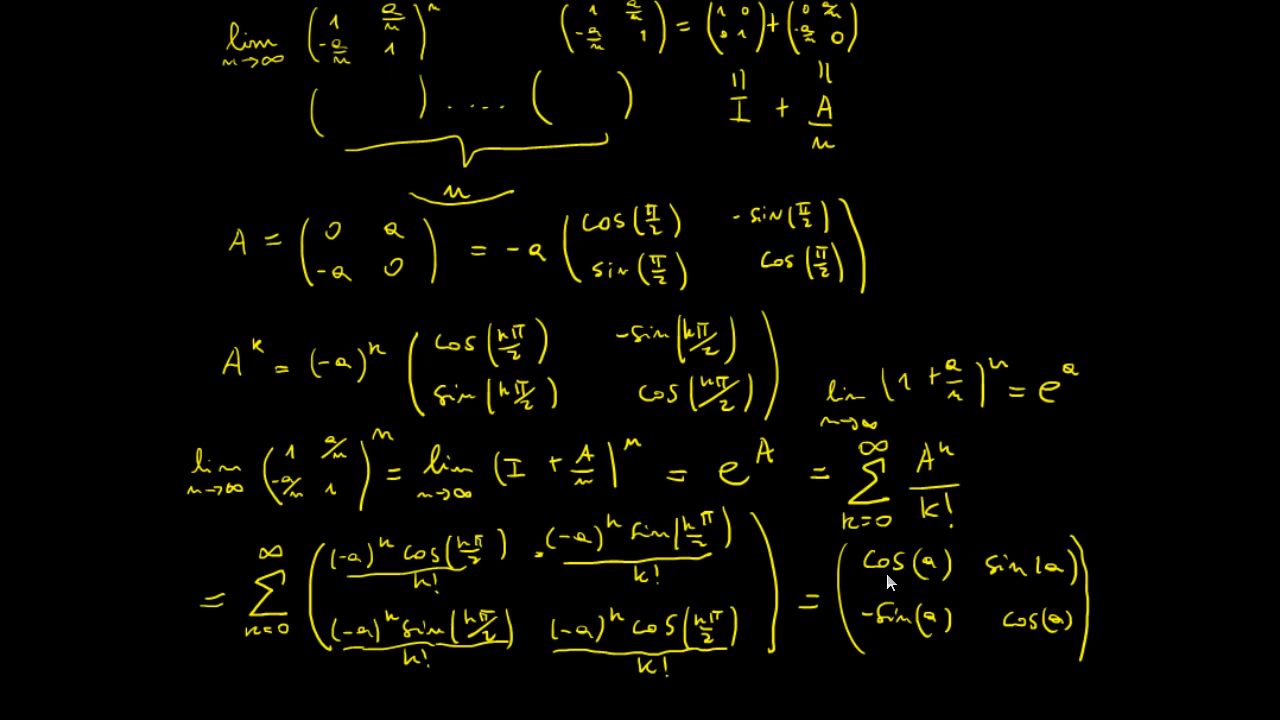 lim n→∞ (1 a/n -a/n 1)^n (1 a/n -a/n 1) = (1 0 0 1) + (0 a/n -a/n 0)
( ) .... ( ) n
|| ||
I + A/n
A = (0 a -a 0) = -a (cos(π/2) -sin(π/2) sin(π/2) cos(π/2))
A^k = (-a)^k (cos(kπ/2) -sin(kπ/2) sin(kπ/2) cos(kπ/2))
lim n→∞ (1 + a/n)^n = e^a
lim n→∞ (1 a/n -a/n 1)^n = lim n→∞ (I + A/n)^n = e^A = ∑ k=0 ∞ A^k/k!
= ∑ k=0 ∞ ((-a)^k cos(kπ/2)/k! -(-a)^k sin(kπ/2)/k! (-a)^k sin(kπ/2)/k! (-a)^k cos(kπ/2)/k!) = (cos(a) sin(a) -sin(a) cos(a))